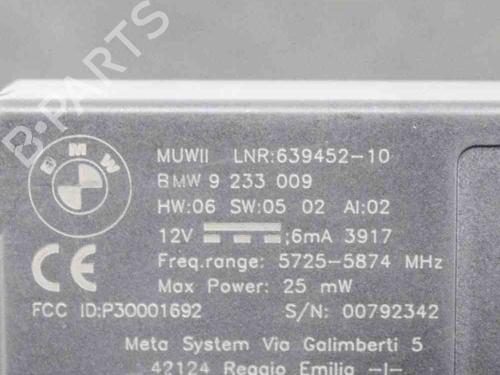 B-PARTS
BMW
MUWII LNR:639452-10
BMW 9 233 009
HW:06 SW:05 02 AI:02
12V ;6mA 3917
CE
Freq.range: 5725-5874 MHz
Max Power: 25 mW
FCC ID:P30001692 S/N: 00792342
Meta System Via Galimberti 5
42124 Reggio Emilia -I-